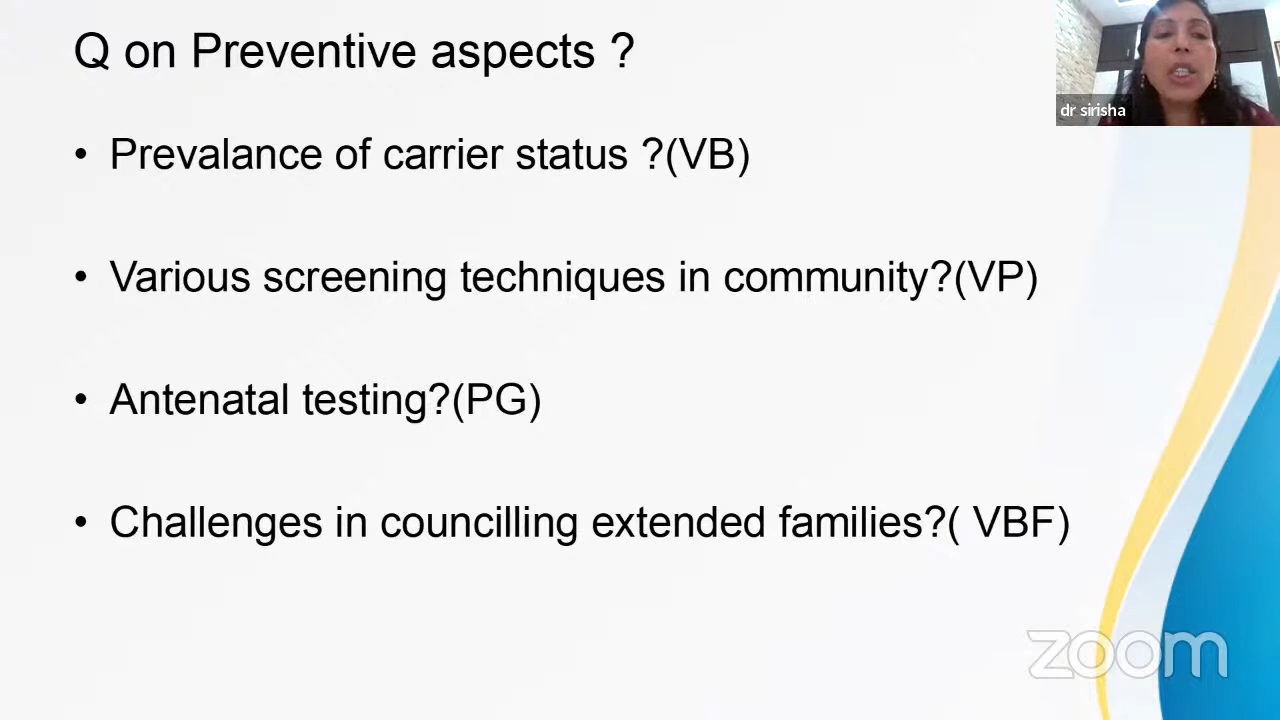 Q on Preventive aspects ?
dr sirisha
• Prevalance of carrier status ?(VB)
• Various screening techniques in community?(VP)
• Antenatal testing?(PG)
• Challenges in councilling extended families?( VBF)
zoom